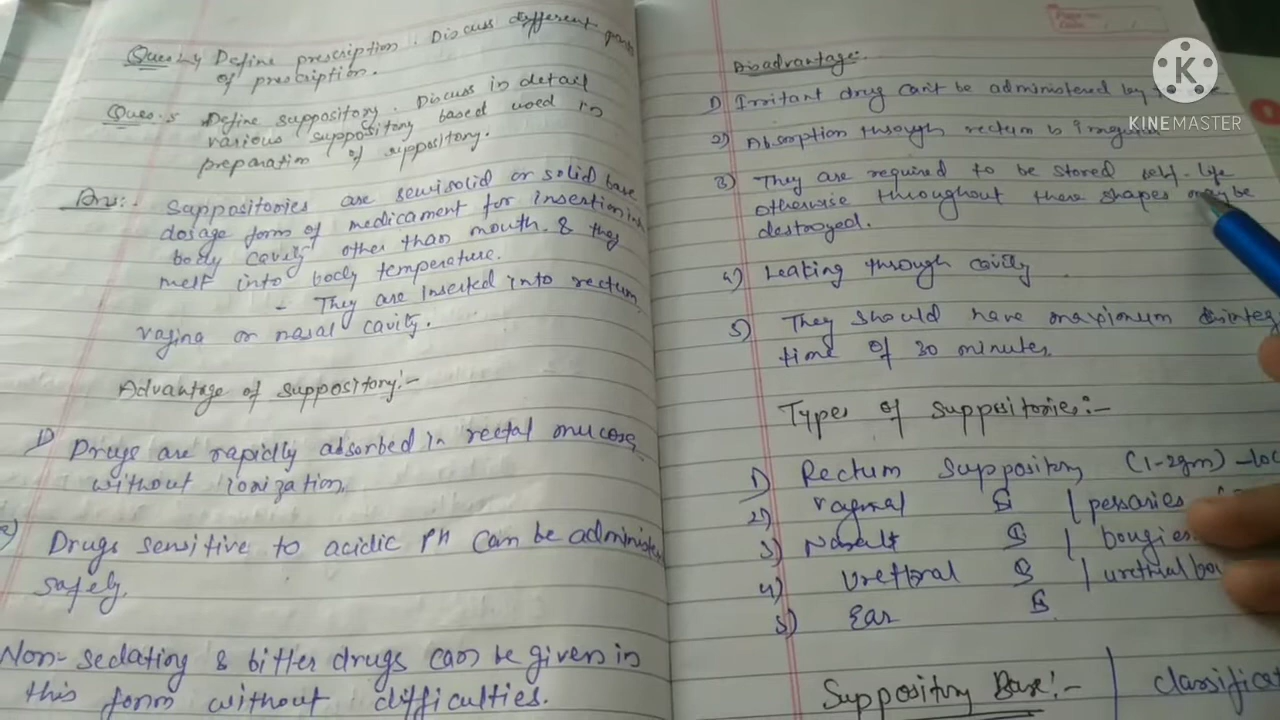 Ques 4 Define prescription. Discuss different parts
of prescription.
Ques. 5 Define suppository. Discuss in detail
various suppository based used in
preparation of suppository.
Ans:- Suppositories are semisolid or solid
dosage form of medicament for insertion in
body cavity other than mouth. & they
melt into body temperature.
- They are inserted into rectum
vagina or nasal cavity.
Advantage of suppository:-
1) Drugs are rapidly absorbed in rectal mucosa
without ionization.
2) Drugs sensitive to acidic PH can be administe
safely.
Non-sedating & bitter drugs can be given in
this form without difficulties.
Disadvantage:-
1) Irritant drug can't be administered by
2) Absorption through rectum is irregular
3) They are required to be stored self-life
otherwise throughout there shapes may be
destroyed.
4) Leaking through cavity
5) They should have maximum disinteg
time of 30 minutes.
Types of Suppositories:-
1) Rectum Suppository (1-2gm) - loc
2) Vaginal S | pessaries
3) Nasal S | bougies
4) Urethral S | urethral bou
5) Ear S
Suppository Base:- | classificat
K
KINEMASTER